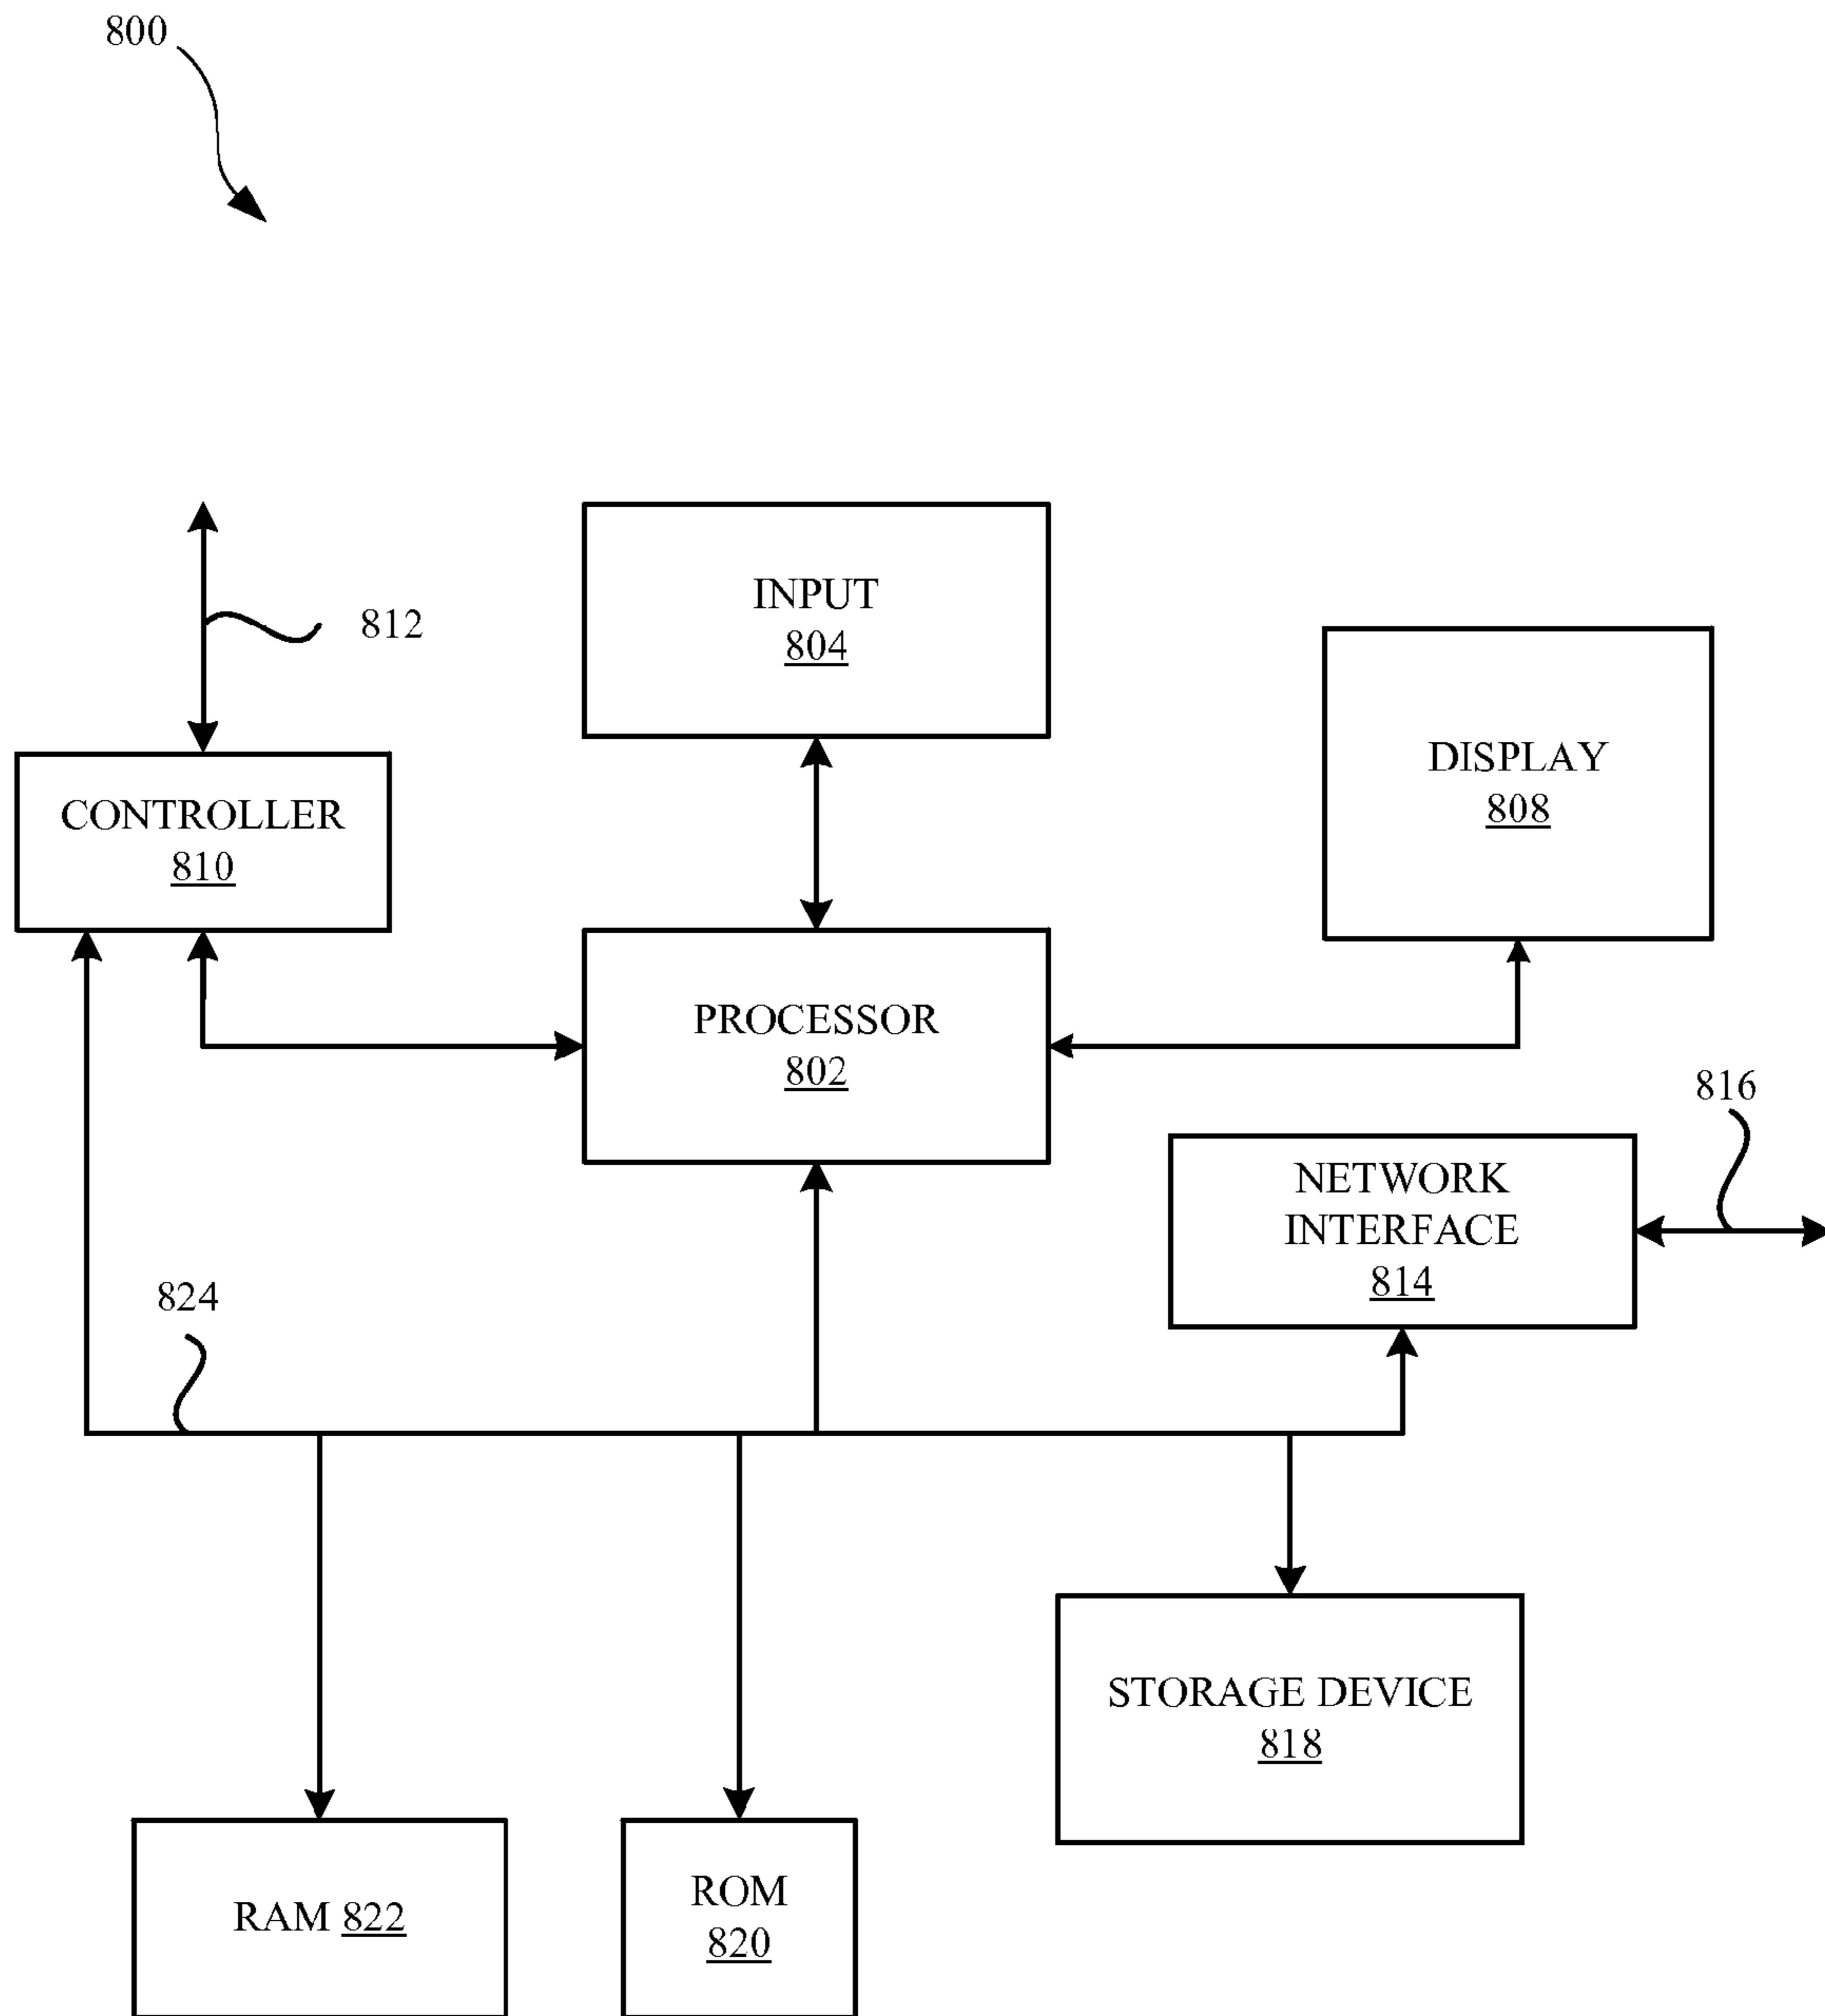 800
INPUT
804
812
DISPLAY
808
CONTROLLER
810
PROCESSOR
802
816
NETWORK
INTERFACE
814
824
STORAGE DEVICE
818
RAM 822
ROM
820